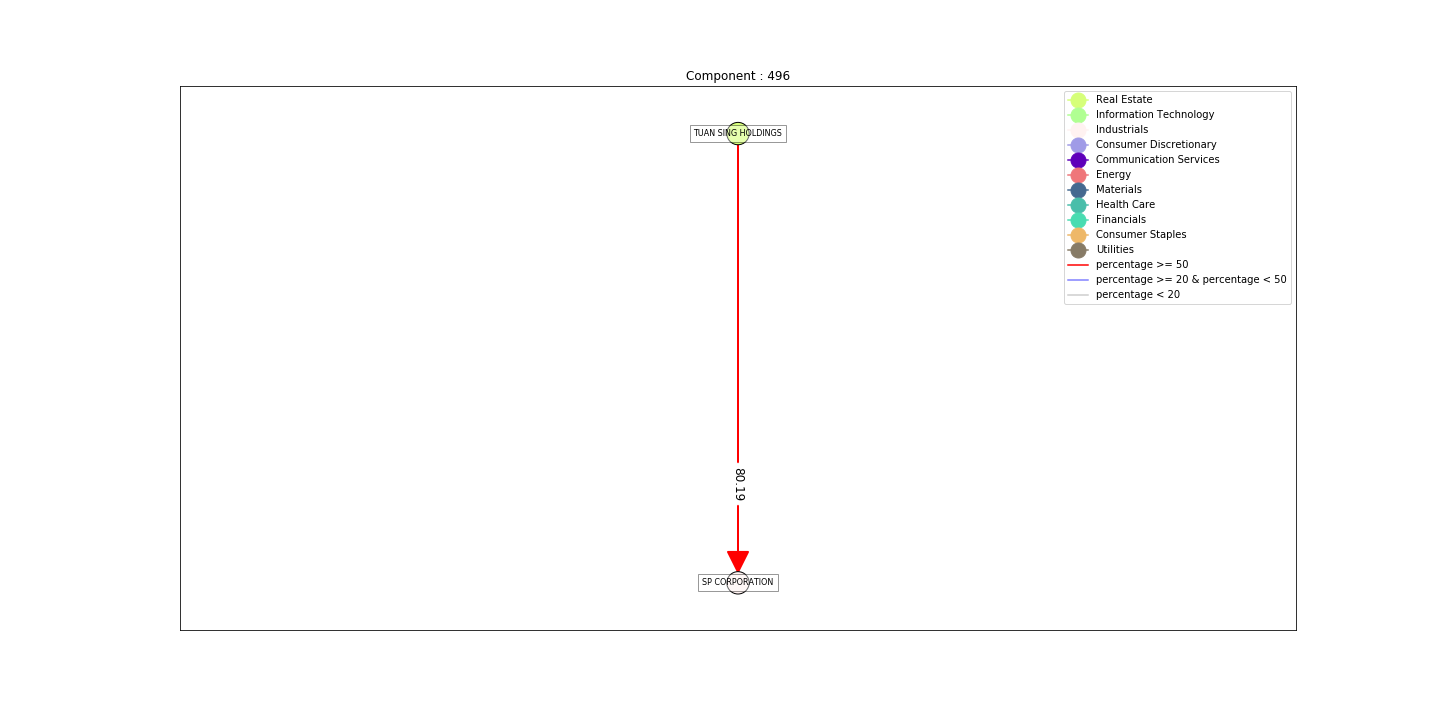 Component : 496
TUAN SING HOLDINGS
80.19
SP CORPORATION
Real Estate
Information Technology
Industrials
Consumer Discretionary
Communication Services
Energy
Materials
Health Care
Financials
Consumer Staples
Utilities
percentage >= 50
percentage >= 20 & percentage < 50
percentage < 20